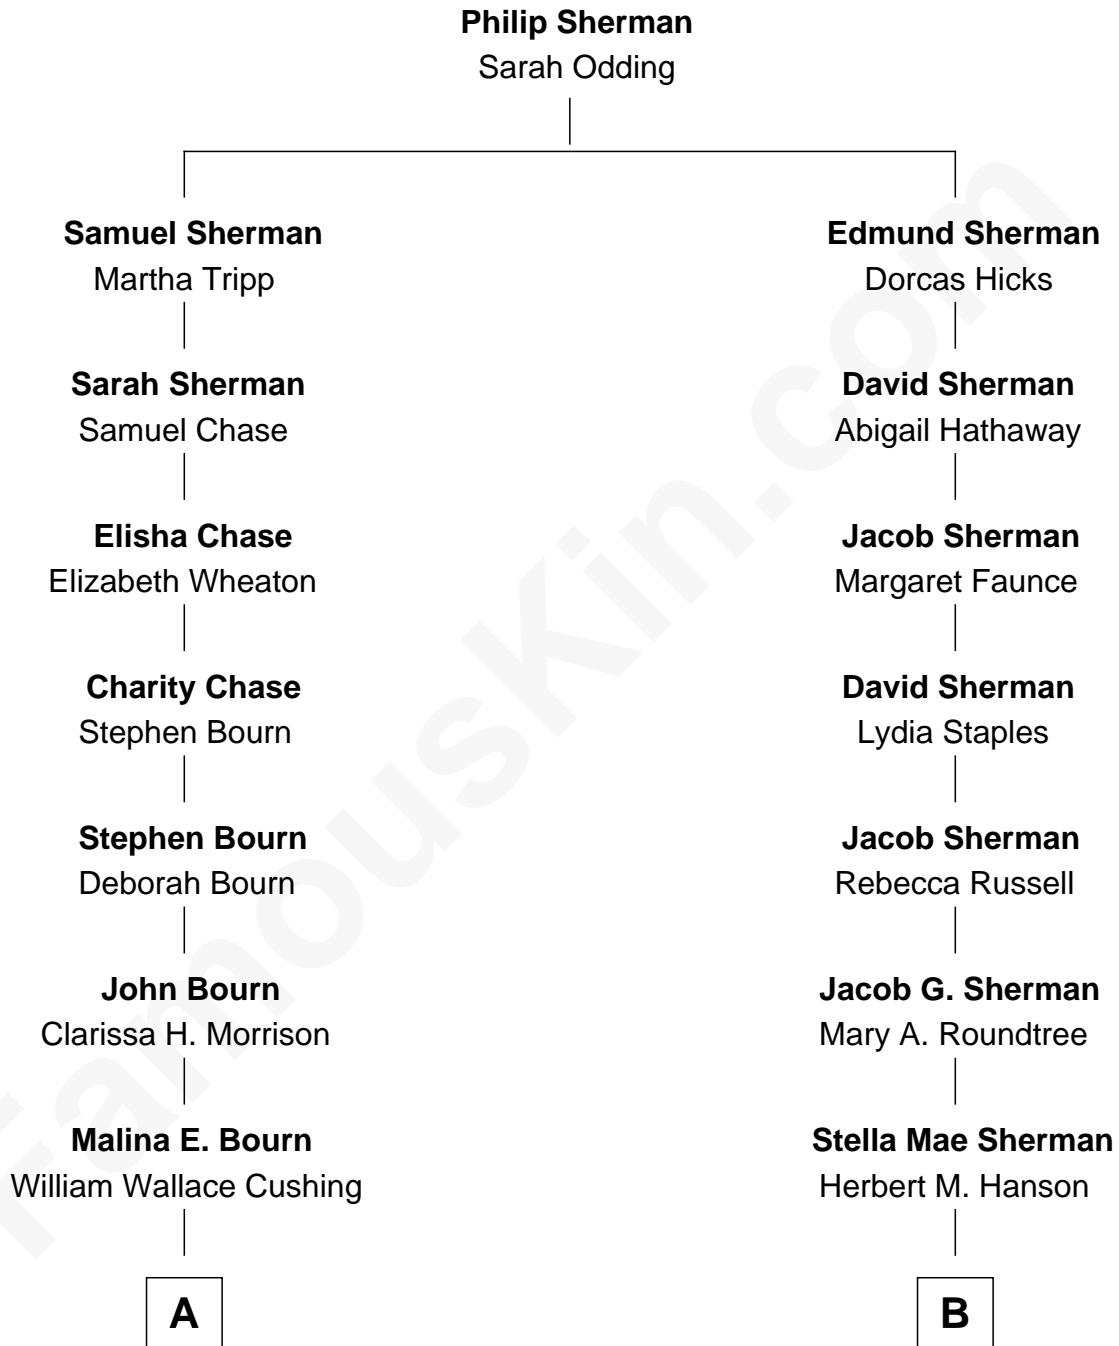 Philip Sherman
Sarah Odding
Samuel Sherman
Martha Tripp
Edmund Sherman
Dorcas Hicks
Sarah Sherman
Samuel Chase
David Sherman
Abigail Hathaway
Elisha Chase
Elizabeth Wheaton
Jacob Sherman
Margaret Faunce
Charity Chase
Stephen Bourn
David Sherman
Lydia Staples
Stephen Bourn
Deborah Bourn
Jacob Sherman
Rebecca Russell
John Bourn
Clarissa H. Morrison
Jacob G. Sherman
Mary A. Roundtree
Malina E. Bourn
William Wallace Cushing
Stella Mae Sherman
Herbert M. Hanson
A
B
FamousKin.com